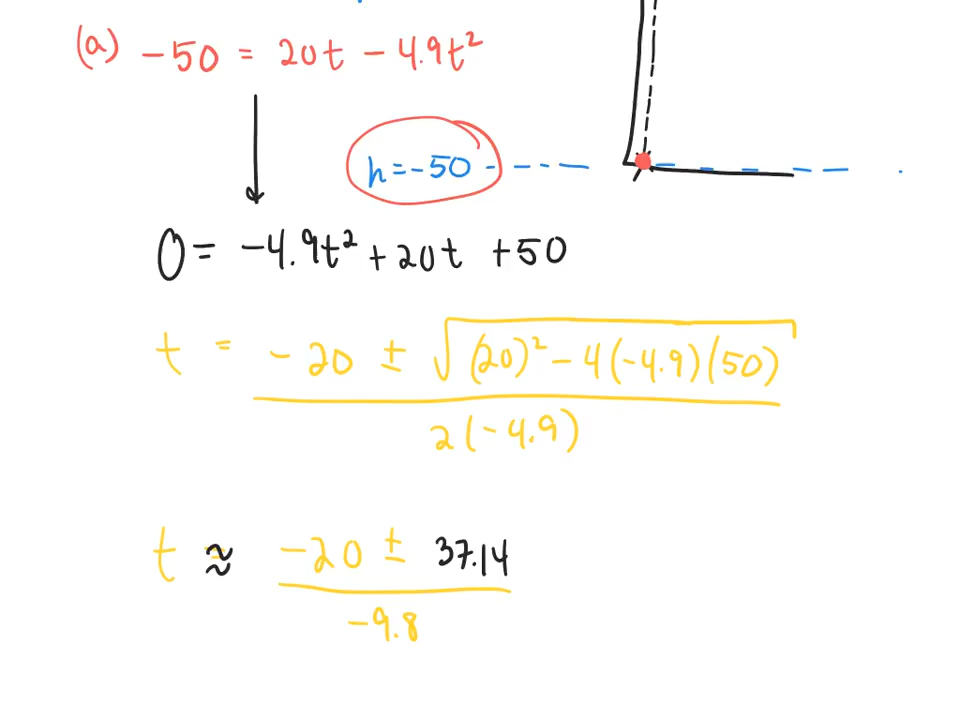 (a) -50 = 20t - 4.9t²
h = -50
0 = -4.9t² + 20t + 50
t = -20 ± √(20)² - 4(-4.9)(50)
2(-4.9)
t ≈ -20 ± 37.14
-9.8